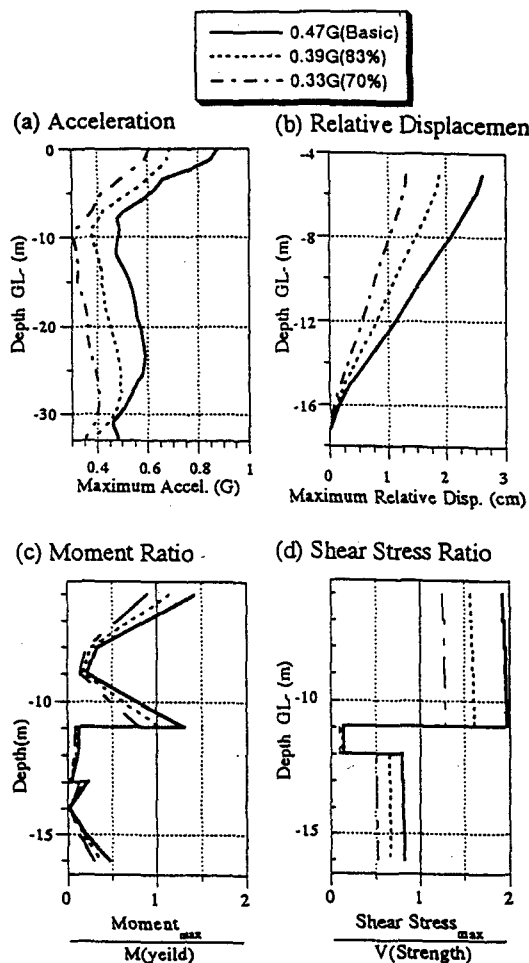 0.47G(Basic)
0.39G(83%)
0.33G(70%)
(a) Acceleration
(b) Relative Displacemen
0
-10
-20
-30
Depth GL- (m)
0.4
0.6
0.8
1
Maximum Accel. (G)
-4
-8
-12
-16
Depth GL- (m)
0
1
2
3
Maximum Relative Disp. (cm)
(c) Moment Ratio
(d) Shear Stress Ratio
-10
-15
Depth(m)
0
1
2
Moment max
M(yeild)
-10
-15
Depth GL- (m)
0
1
2
Shear Stress max
V(Strength)